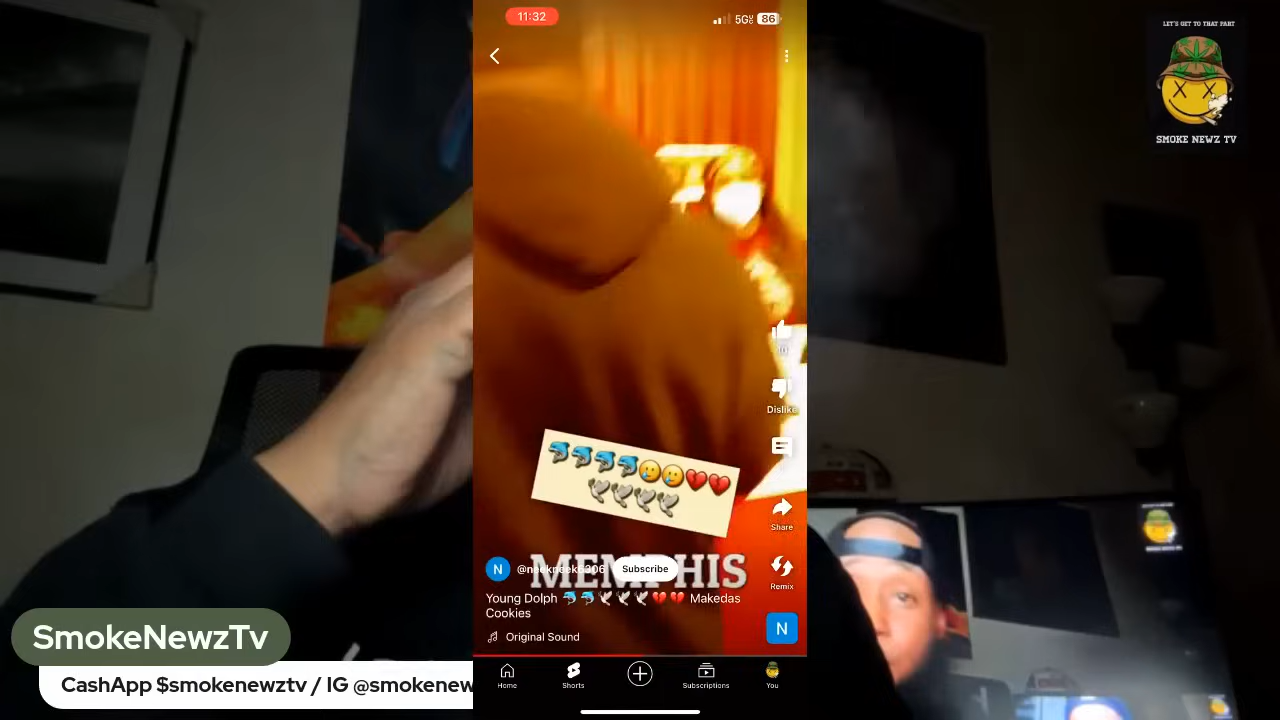 11:32
5G
86
LET'S GET TO THAT PART
SMOKE NEWZ TV
Dislike
Share
MEMPHIS
Subscribe
Remix
Young Dolph 🐬🐬🕊🕊🕊💔💔 Makedas
Cookies
N
N
Original Sound
SmokeNewzTv
CashApp $smokenewztv / IG @smokenew
Home
Shorts
Subscriptions
You